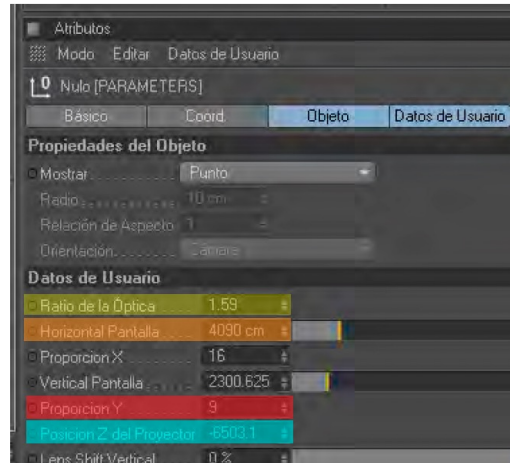 Atributos
Modo Editar Datos de Usuario
Nulo [PARAMETERS]
Básico Coord. Objeto Datos de Usuario
Propiedades del Objeto
Mostrar . . . . . . . . . . Punto
Radio . . . . . . . . . . . . 10 cm
Relación de Aspecto 1
Orientación . . . . . . . . Cámara
Datos de Usuario
Ratio de la Óptica . . . . 1.59
Horizontal Pantalla . . . . 4090 cm
Proporcion X . . . . . . . 16
Vertical Pantalla . . . . . 2300.625
Proporcion Y . . . . . . . 9
Posicion Z del Proyector -6503.1
Lens Shift Vertical . . . . 0 %